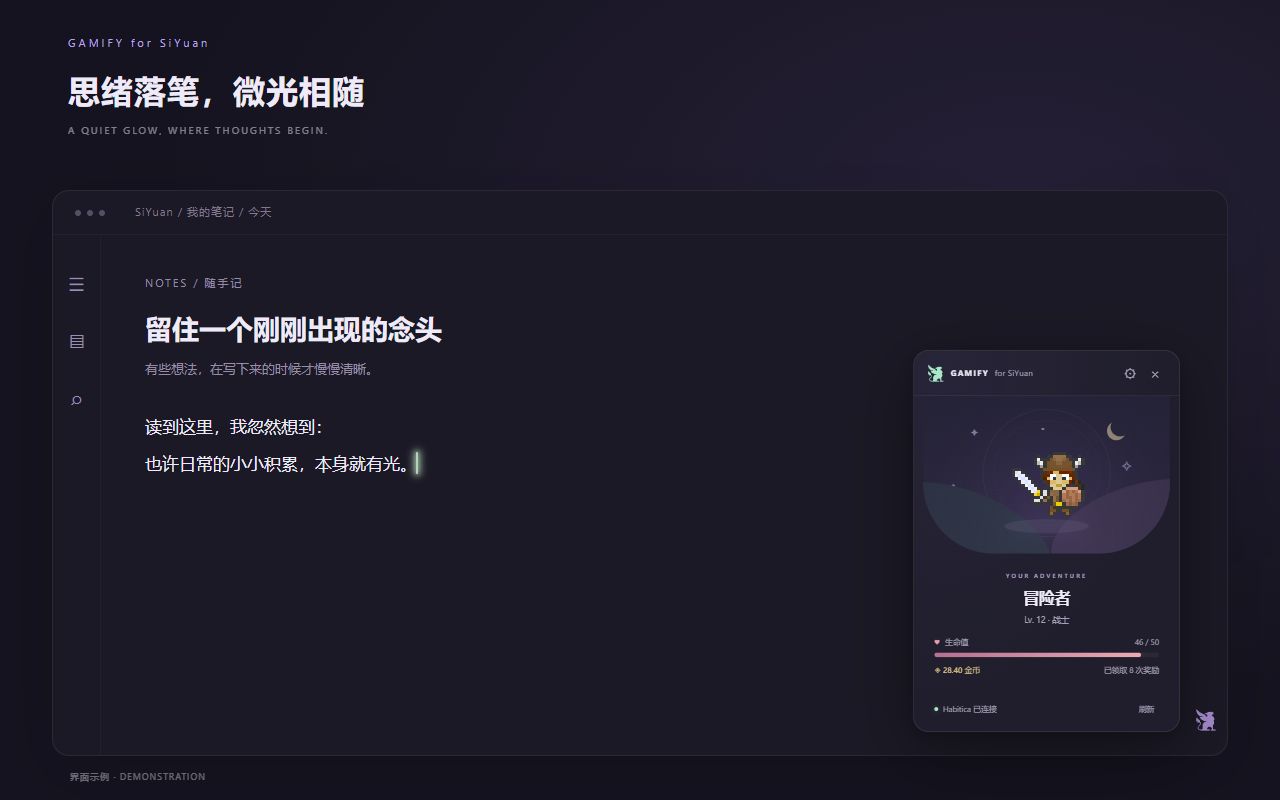 GAMIFY for SiYuan
思绪落笔，微光相随
A QUIET GLOW, WHERE THOUGHTS BEGIN.
SiYuan / 我的笔记 / 今天
NOTES / 随手记
留住一个刚刚出现的念头
有些想法，在写下来的时候才慢慢清晰。
读到这里，我忽然想到：
也许日常的小小积累，本身就有光。
GAMIFY for SiYuan
YOUR ADVENTURE
冒险者
Lv. 12 · 战士
生命值 46 / 50
28.40 金币 已领取 8 次奖励
Habitica 已连接 刷新
界面示例 · DEMONSTRATION